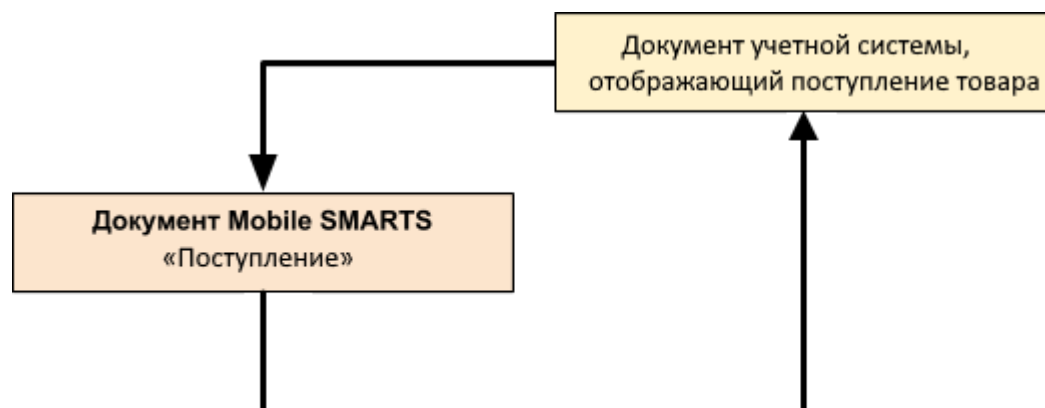 Документ учетной системы,
отображающий поступление товара
Документ Mobile SMARTS
«Поступление»